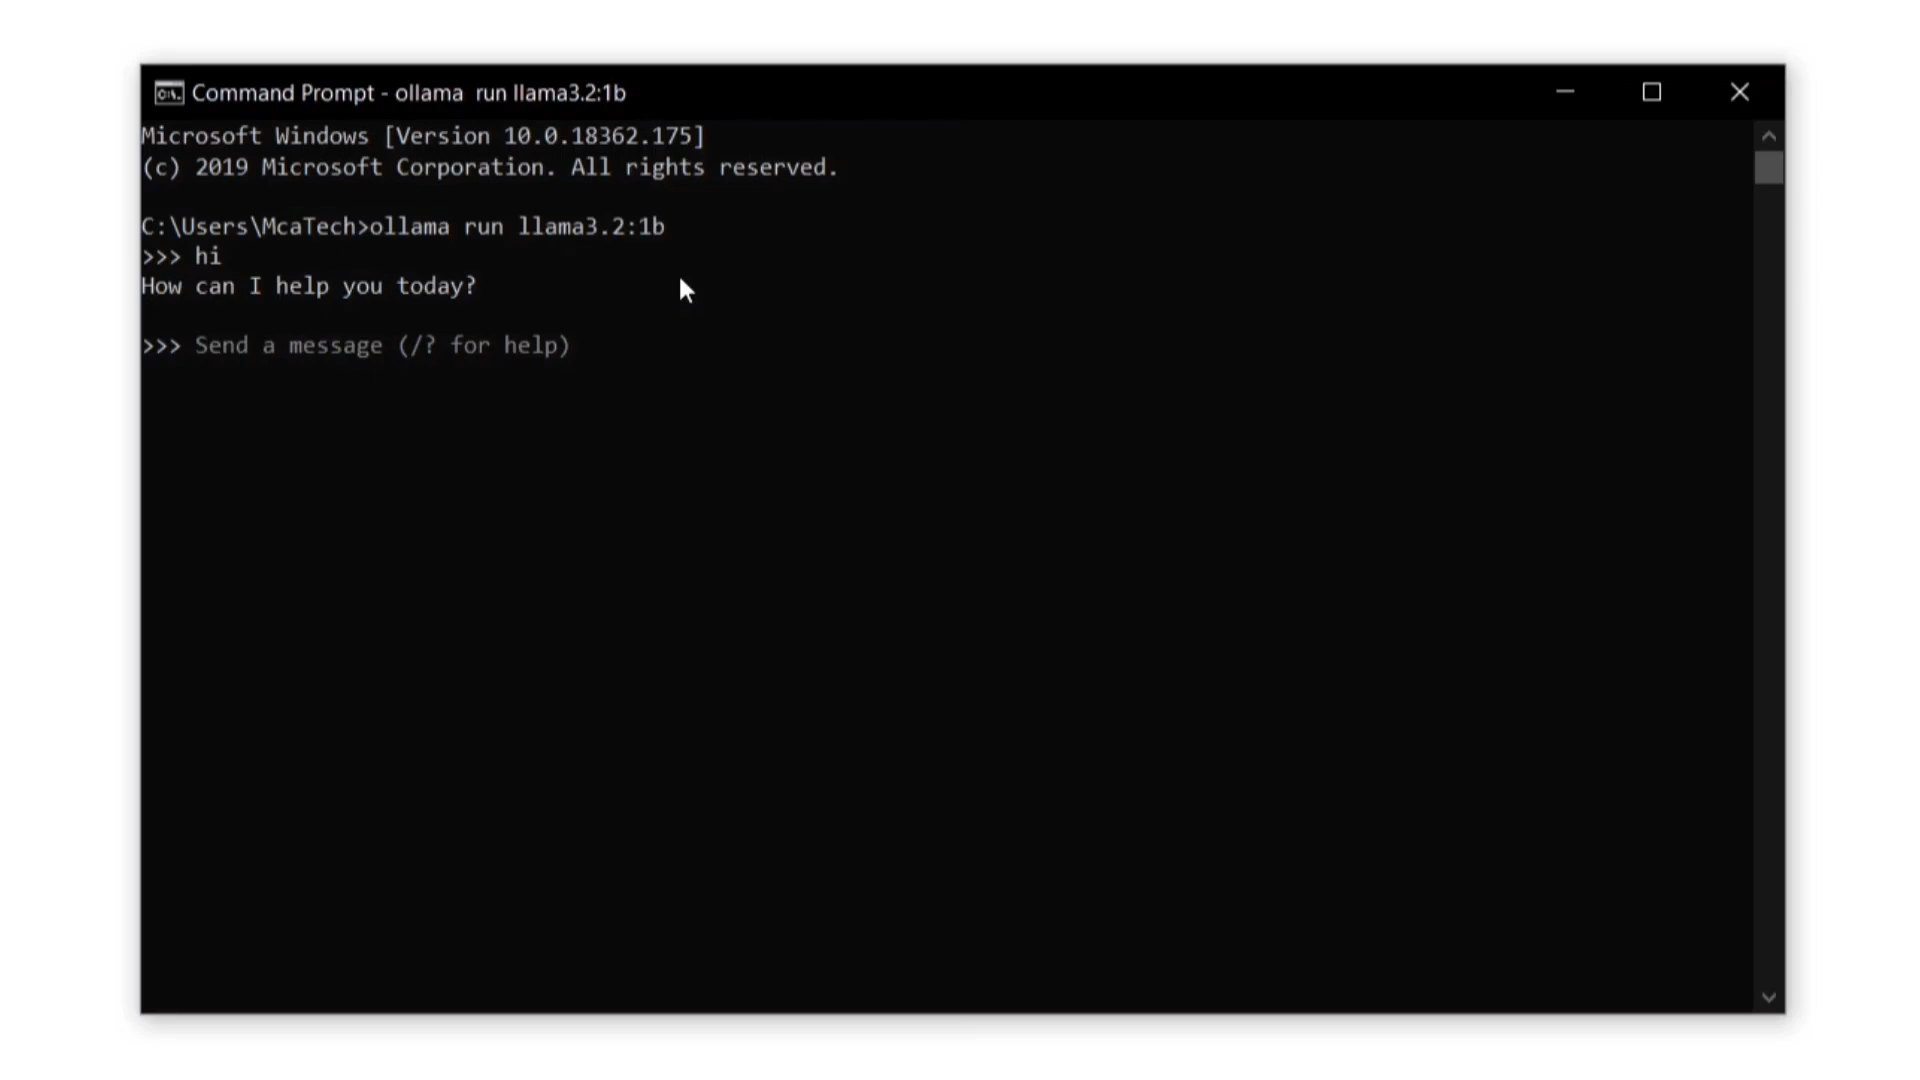 Command Prompt - ollama  run llama3.2:1b
Microsoft Windows [Version 10.0.18362.175]
(c) 2019 Microsoft Corporation. All rights reserved.
C:\Users\McaTech>ollama run llama3.2:1b
>>> hi
How can I help you today?
>>> Send a message (/? for help)